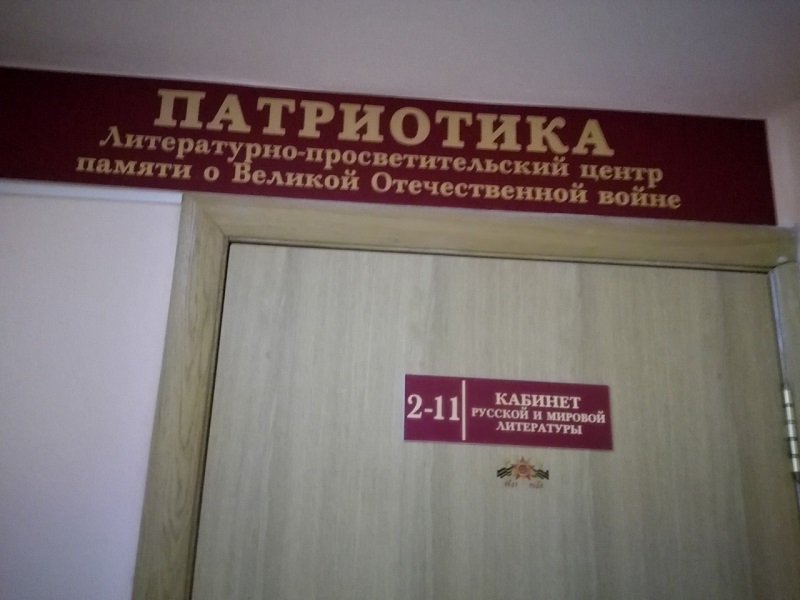 ПАТРИОТИКА
Литературно-просветительский центр
памяти о Великой Отечественной войне
2-11
КАБИНЕТ
РУССКОЙ И МИРОВОЙ
ЛИТЕРАТУРЫ